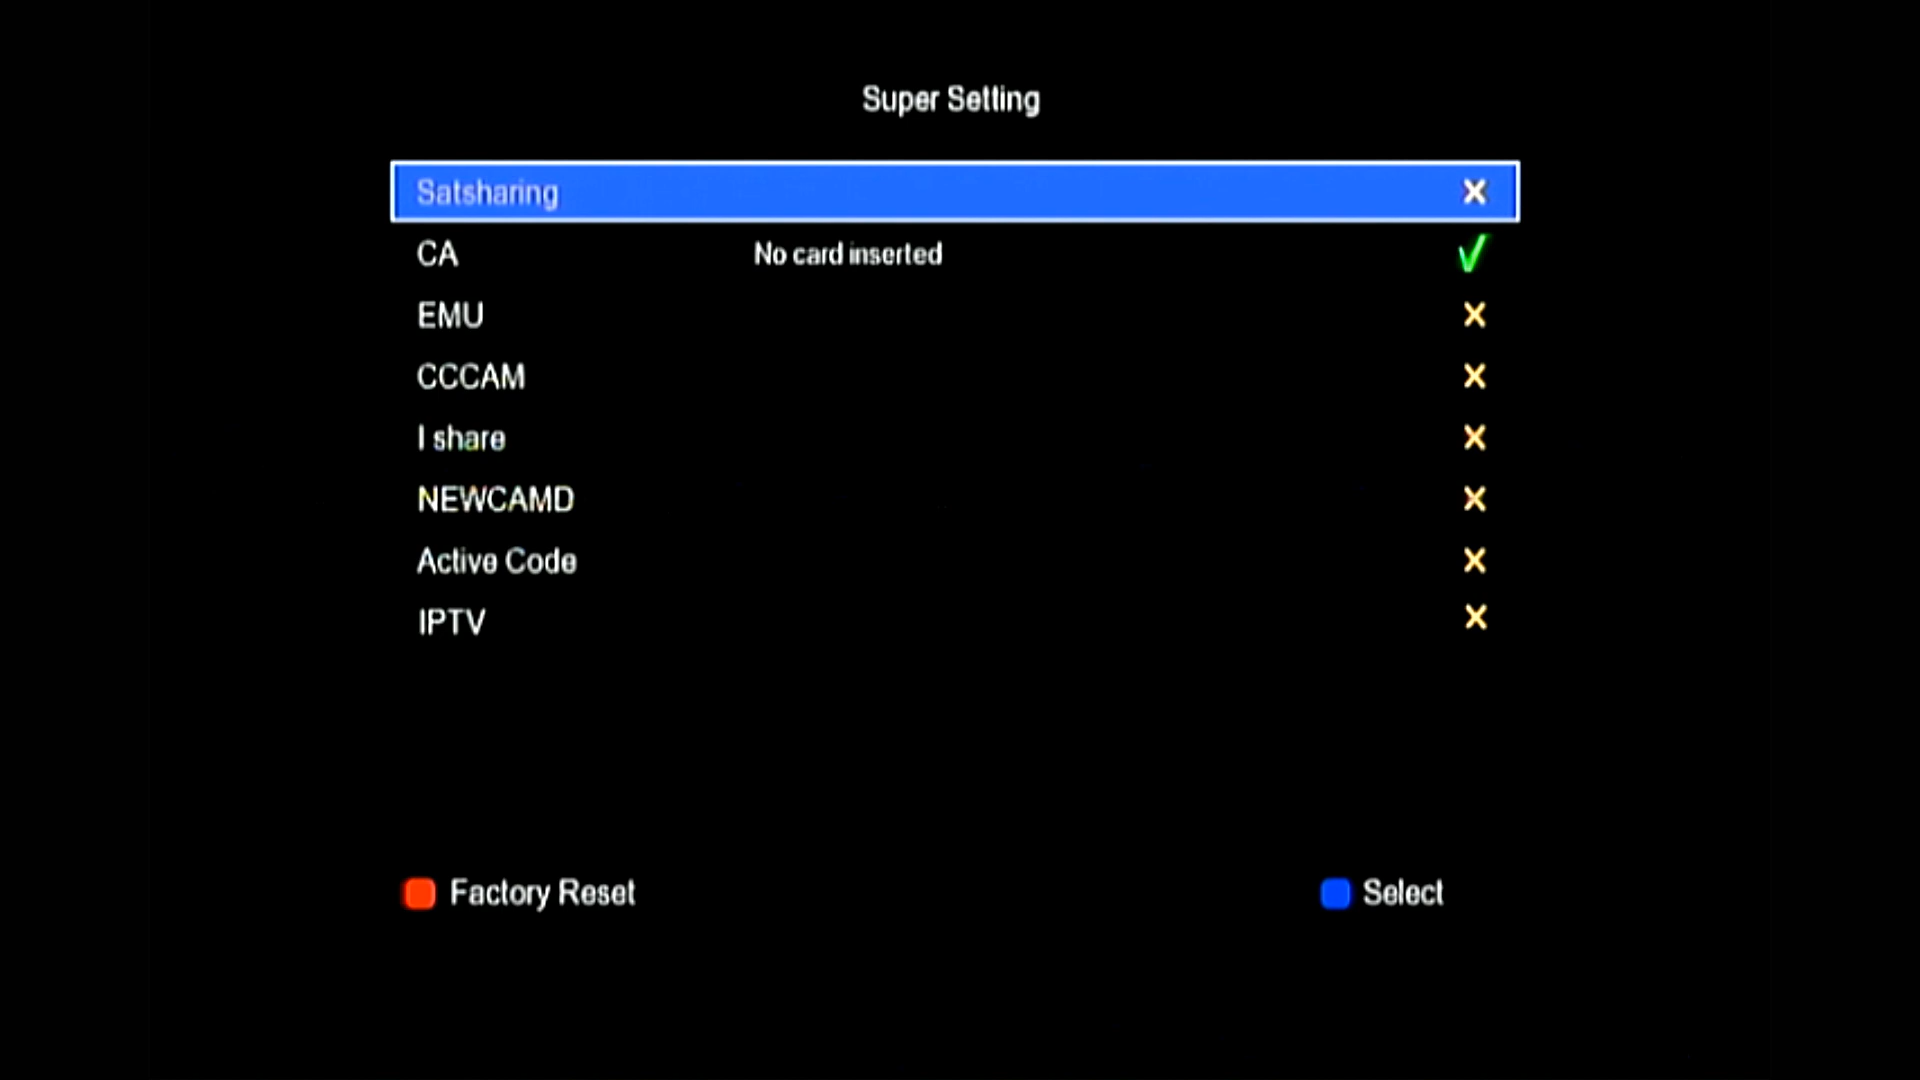 Super Setting
Satsharing
CA No card inserted
EMU
CCCAM
I share
NEWCAMD
Active Code
IPTV
Factory Reset Select